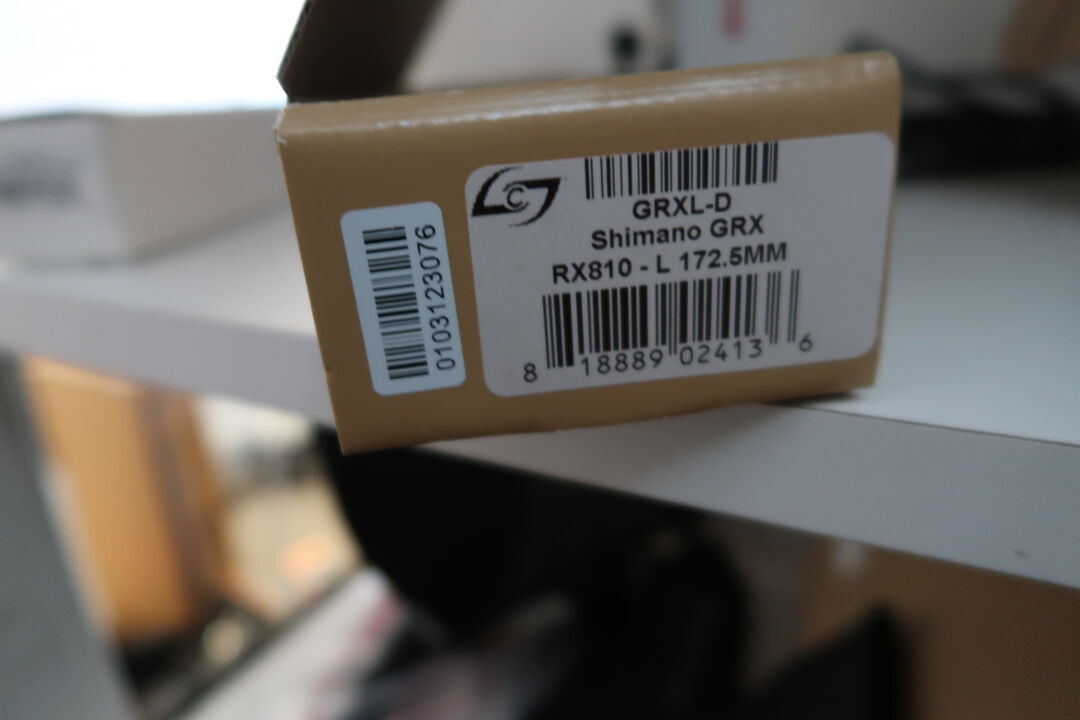 0103123076
GRXL-D
Shimano GRX
RX810 - L 172.5MM
8 18889 02413 6